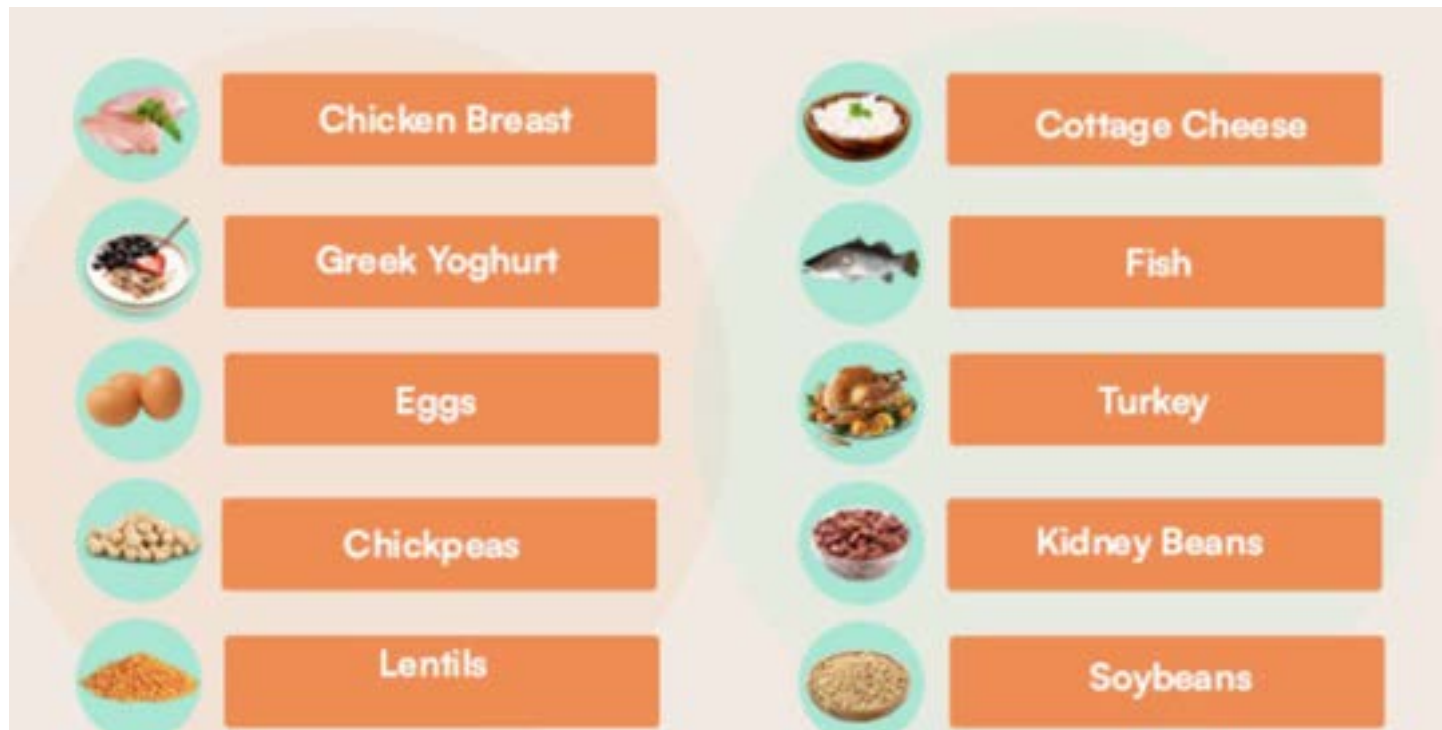 Chicken Breast
Greek Yoghurt
Eggs
Chickpeas
Lentils
Cottage Cheese
Fish
Turkey
Kidney Beans
Soybeans